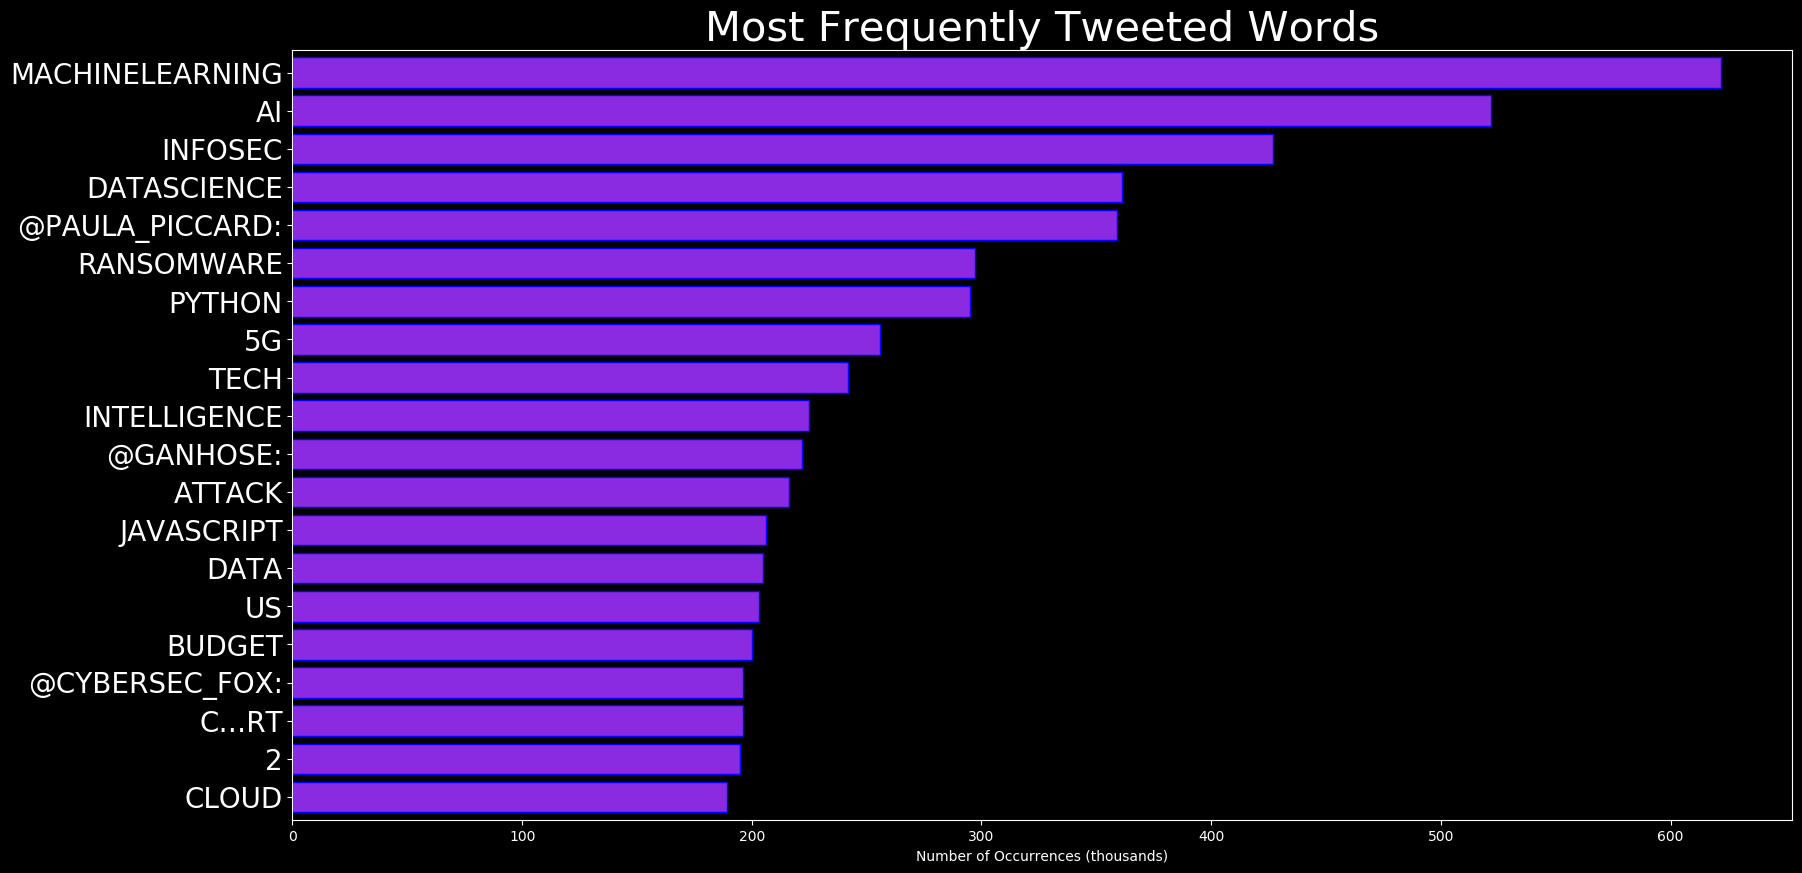 Most Frequently Tweeted Words
MACHINELEARNING
AI
INFOSEC
DATASCIENCE
@PAULA_PICCARD:
RANSOMWARE
PYTHON
5G
TECH
INTELLIGENCE
@GANHOSE:
ATTACK
JAVASCRIPT
DATA
US
BUDGET
@CYBERSEC_FOX:
C...RT
2
CLOUD
0 100 200 300 400 500 600
Number of Occurrences (thousands)